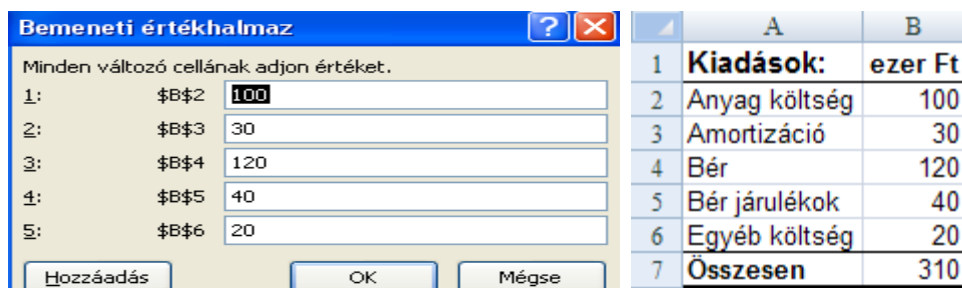 Bemeneti értékhalmaz
Minden változó cellának adjon értéket.
1: $B$2 100
2: $B$3 30
3: $B$4 120
4: $B$5 40
5: $B$6 20
Hozzáadás OK Mégse
A B
1 Kiadások: ezer Ft
2 Anyag költség 100
3 Amortizáció 30
4 Bér 120
5 Bér járulékok 40
6 Egyéb költség 20
7 Összesen 310